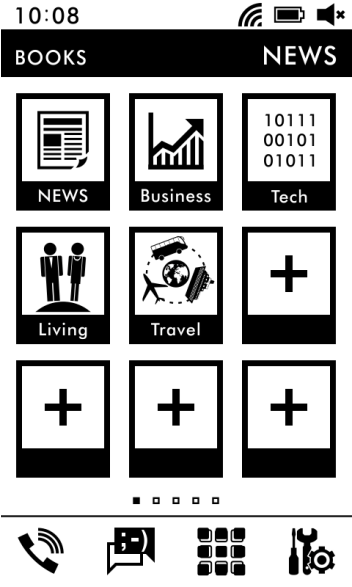 10:08
BOOKS NEWS
NEWS Business
10111
00101
01011
Tech
Living Travel
;-)